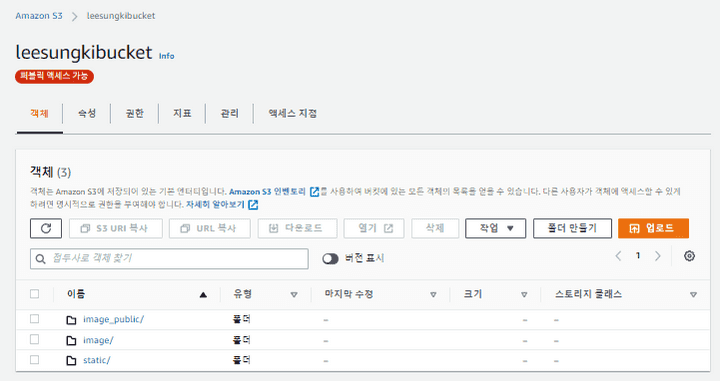 Amazon S3 > leesungkibucket
leesungkibucket Info
퍼블릭 액세스 가능
객체 속성 권한 지표 관리 액세스 지점
객체 (3)
객체는 Amazon S3에 저장되어 있는 기본 엔터티입니다. Amazon S3 인벤토리 를 사용하여 버킷에 있는 모든 객체의 목록을 얻을 수 있습니다. 다른 사용자가 객체에 액세스할 수 있게
하려면 명시적으로 권한을 부여해야 합니다. 자세히 알아보기
S3 URI 복사 URL 복사 다운로드 열기 삭제 작업 폴더 만들기 업로드
접두사로 객체 찾기 버전 표시 < 1 >
이름 유형 마지막 수정 크기 스토리지 클래스
image_public/ 폴더 - - -
image/ 폴더 - - -
static/ 폴더 - - -